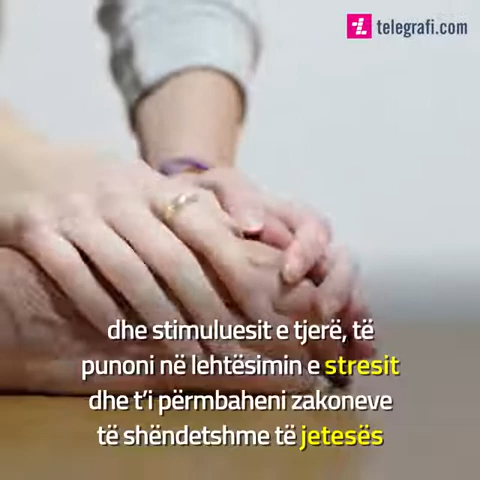 telegrafi.com
dhe stimuluesit e tjerë, të
punoni në lehtësimin e stresit
dhe t'i përmbaheni zakoneve
të shëndetshme të jetesës